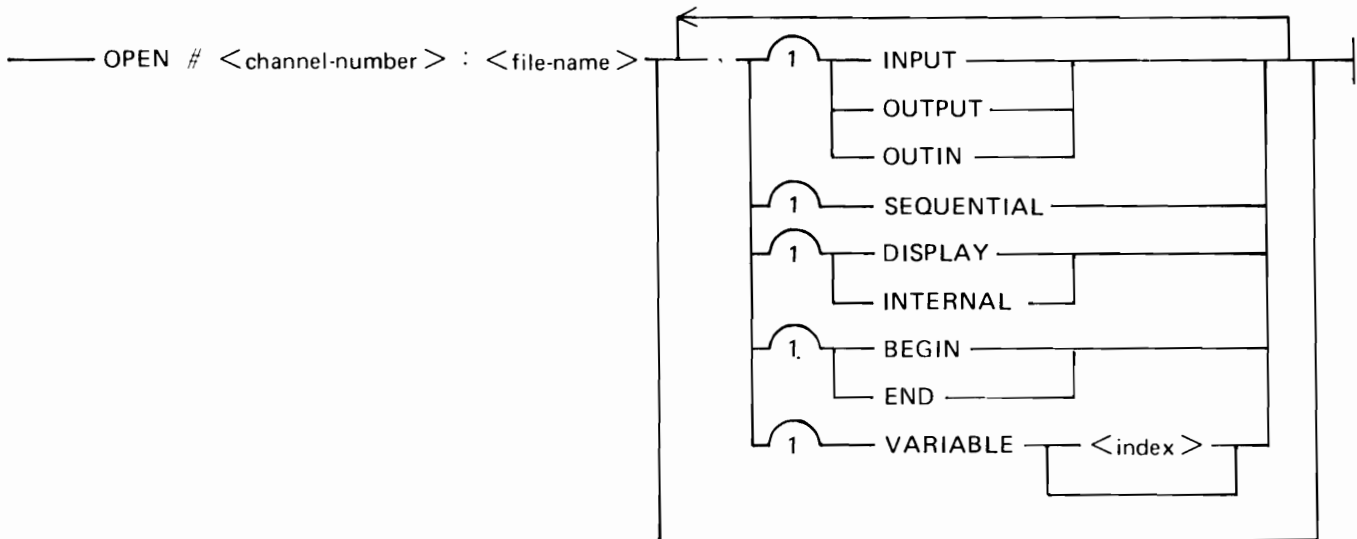 OPEN # <channel-number> : <file-name> , 1 INPUT
OUTPUT
OUTIN
1 SEQUENTIAL
1 DISPLAY
INTERNAL
1. BEGIN
END
1 VARIABLE <index>